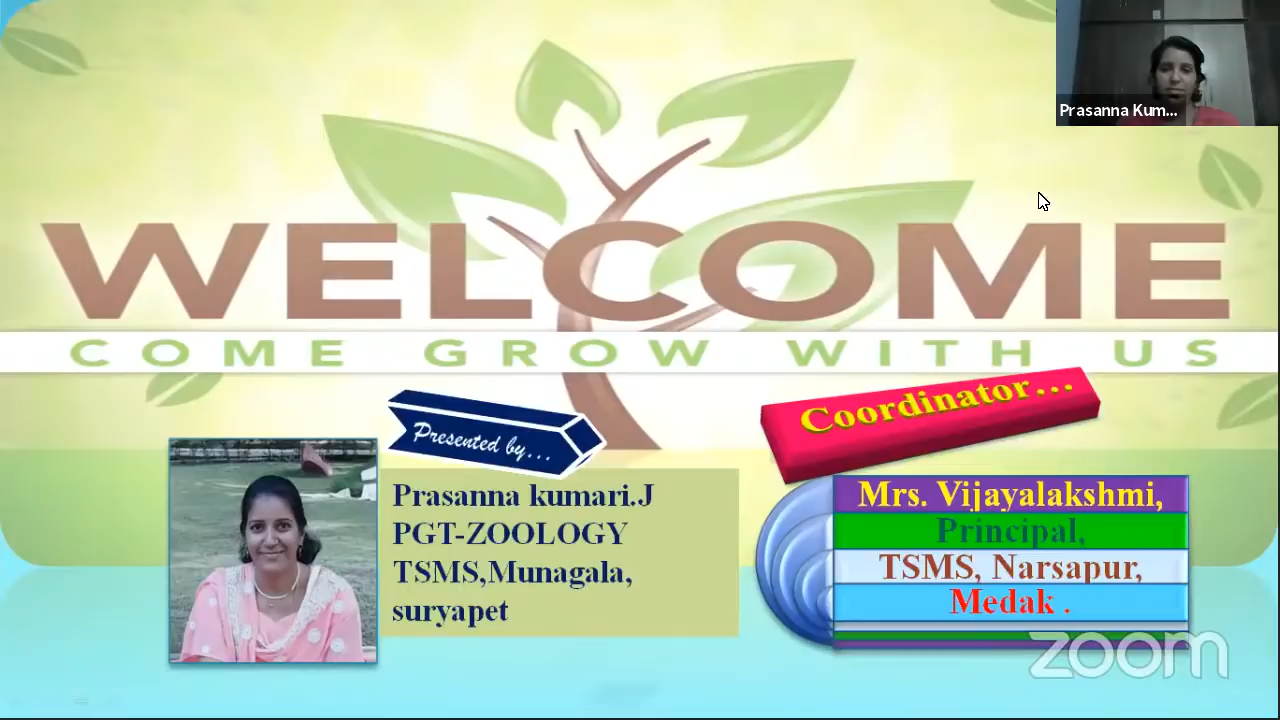 Prasanna Kum...
WELCOME
COME GROW WITH US
Presented by...
Coordinator...
Prasanna kumari.J
PGT-ZOOLOGY
TSMS,Munagala,
suryapet
Mrs. Vijayalakshmi,
Principal,
TSMS, Narsapur,
Medak .
zoom